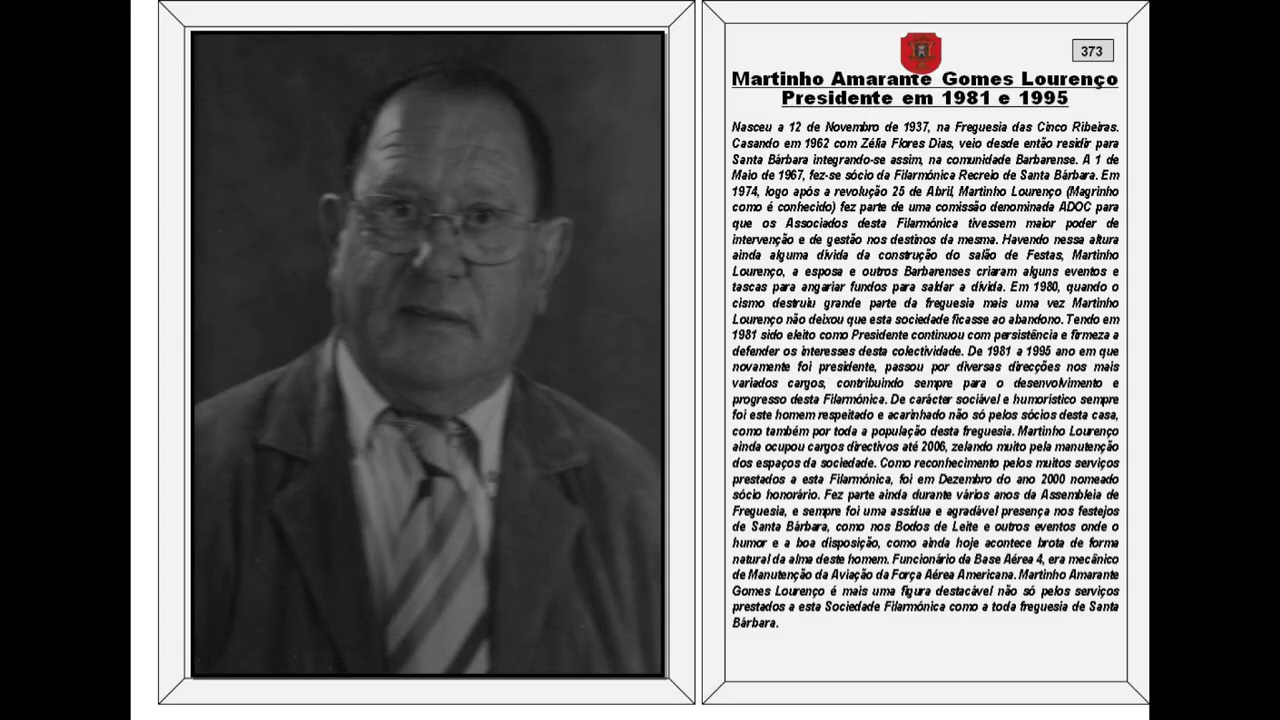 373
Martinho Amarante Gomes Lourenço
Presidente em 1981 e 1995
Nasceu a 12 de Novembro de 1937, na Freguesia das Cinco Ribeiras.
Casando em 1962 com Zélia Flores Dias, veio desde então residir para
Santa Bárbara integrando-se assim, na comunidade Barbarense. A 1 de
Maio de 1967, fez-se sócio da Filarmónica Recreio de Santa Bárbara. Em
1974, logo após a revolução 25 de Abril, Martinho Lourenço (Magrinho
como é conhecido) fez parte de uma comissão denominada ADOC para
que os Associados desta Filarmónica tivessem maior poder de
intervenção e de gestão nos destinos da mesma. Havendo nessa altura
ainda alguma dívida da construção do salão de Festas, Martinho
Lourenço, a esposa e outros Barbarenses criaram alguns eventos e
tascas para angariar fundos para saldar a dívida. Em 1980, quando o
cismo destruiu grande parte da freguesia mais uma vez Martinho
Lourenço não deixou que esta sociedade ficasse ao abandono. Tendo em
1981 sido eleito como Presidente continuou com persistência e firmeza a
defender os interesses desta colectividade. De 1981 a 1995 ano em que
novamente foi presidente, passou por diversas direcções nos mais
variados cargos, contribuindo sempre para o desenvolvimento e
progresso desta Filarmónica. De carácter sociável e humorístico sempre
foi este homem respeitado e acarinhado não só pelos sócios desta casa,
como também por toda a população desta freguesia. Martinho Lourenço
ainda ocupou cargos directivos até 2006, zelando muito pela manutenção
dos espaços da sociedade. Como reconhecimento pelos muitos serviços
prestados a esta Filarmónica, foi em Dezembro do ano 2000 nomeado
sócio honorário. Fez parte ainda durante vários anos da Assembleia de
Freguesia, e sempre foi uma assídua e agradável presença nos festejos
de Santa Bárbara, como nos Bodos de Leite e outros eventos onde o
humor e a boa disposição, como ainda hoje acontece brota de forma
natural da alma deste homem. Funcionário da Base Aérea 4, era mecânico
de Manutenção da Aviação da Força Aérea Americana. Martinho Amarante
Gomes Lourenço é mais uma figura destacável não só pelos serviços
prestados a esta Sociedade Filarmónica como a toda freguesia de Santa
Bárbara.